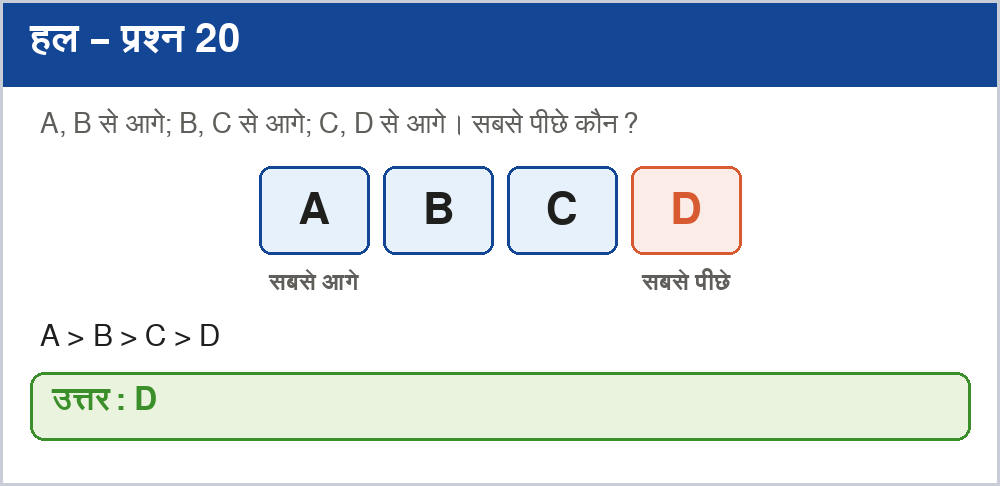 हल – प्रश्न 20
A, B से आगे; B, C से आगे; C, D से आगे। सबसे पीछे कौन?
A B C D
सबसे आगे सबसे पीछे
A > B > C > D
उत्तर : D